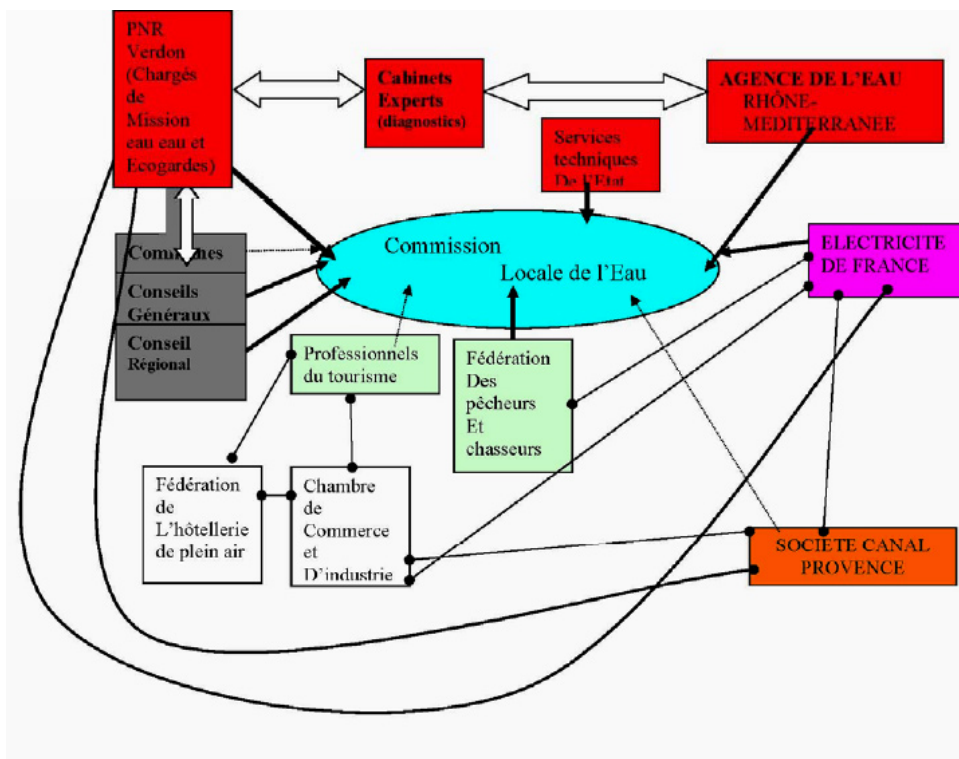 PNR
Verdon
(Chargés
de
Mission
eau eau et
Ecogardes)
Cabinets
Experts
(diagnostics)
AGENCE DE L'EAU
RHÔNE-
MEDITERRANEE
Services
techniques
De l'Etat
Commission
Locale de l'Eau
ELECTRICITE
DE FRANCE
Communes
Conseils
Généraux
Conseil
Régional
Professionnels
du tourisme
Fédération
Des
pêcheurs
Et
chasseurs
Fédération
de
L'hôtellerie
de plein air
Chambre
de
Commerce
et
D'industrie
SOCIETE CANAL
PROVENCE